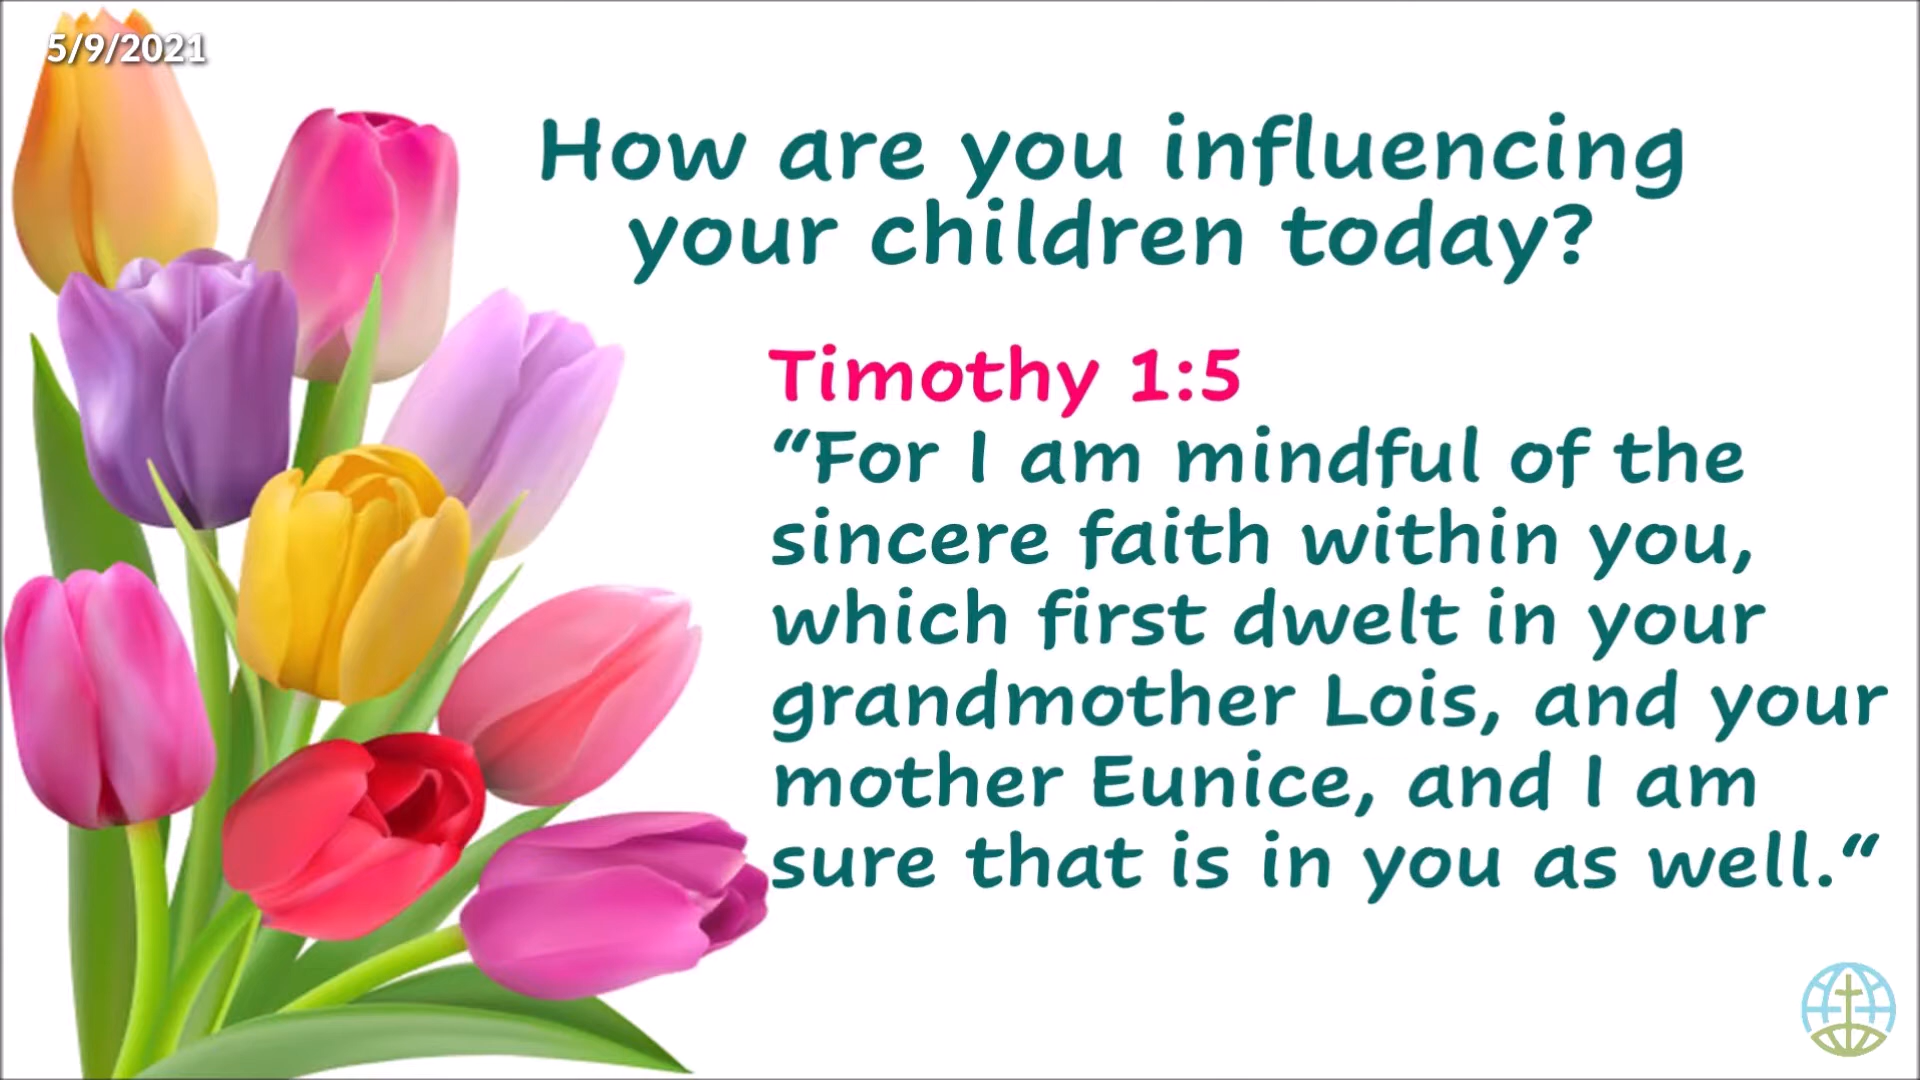 5/9/2021
How are you influencing
your children today?
Timothy 1:5
“For I am mindful of the
sincere faith within you,
which first dwelt in your
grandmother Lois, and your
mother Eunice, and I am
sure that is in you as well.“